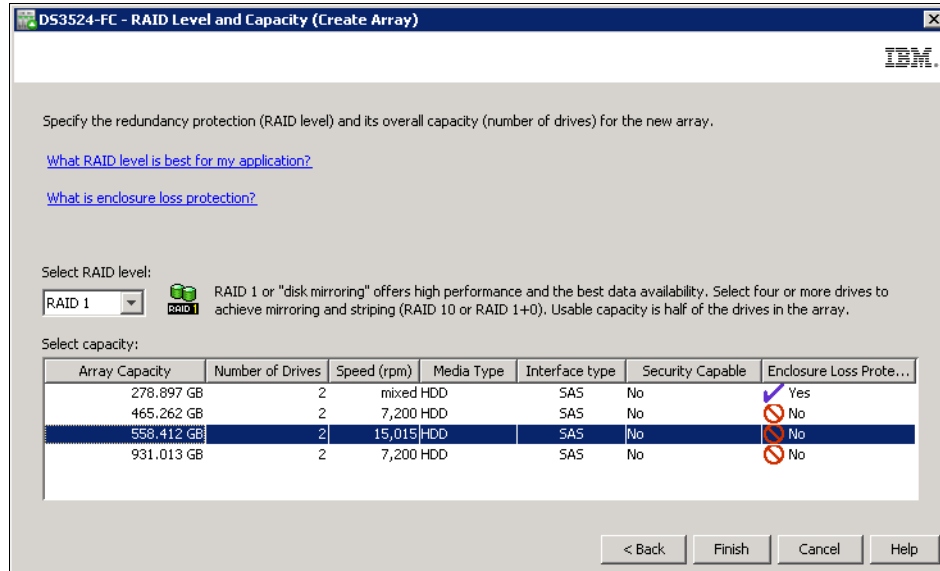 DS3524-FC - RAID Level and Capacity (Create Array)
IBM.
Specify the redundancy protection (RAID level) and its overall capacity (number of drives) for the new array.
What RAID level is best for my application?
What is enclosure loss protection?
Select RAID level:
RAID 1
RAID 1
RAID 1 or "disk mirroring" offers high performance and the best data availability. Select four or more drives to
achieve mirroring and striping (RAID 10 or RAID 1+0). Usable capacity is half of the drives in the array.
Select capacity:
Array Capacity Number of Drives Speed (rpm) Media Type Interface type Security Capable Enclosure Loss Prote...
278.897 GB 2 mixed HDD SAS No Yes
465.262 GB 2 7,200 HDD SAS No No
558.412 GB 2 15,015 HDD SAS No No
931.013 GB 2 7,200 HDD SAS No No
< Back Finish Cancel Help